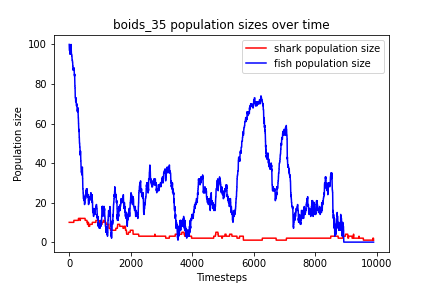 boids_35 population sizes over time
shark population size
fish population size
Population size
100
80
60
40
20
0
0
2000
4000
6000
8000
10000
Timesteps